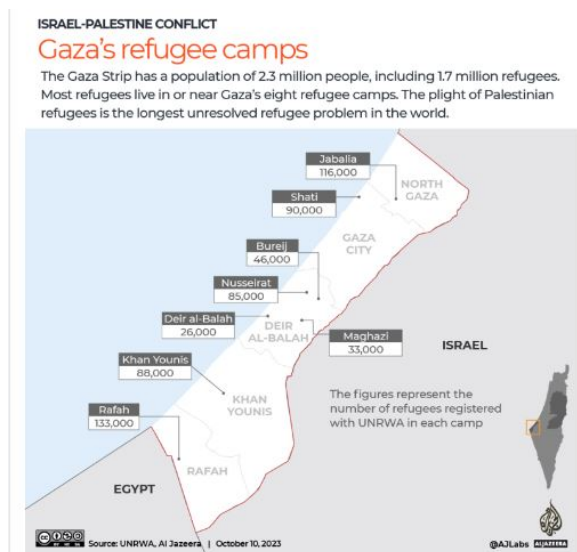 ISRAEL-PALESTINE CONFLICT
Gaza's refugee camps
The Gaza Strip has a population of 2.3 million people, including 1.7 million refugees.
Most refugees live in or near Gaza's eight refugee camps. The plight of Palestinian
refugees is the longest unresolved refugee problem in the world.
Jabalia
116,000
NORTH
GAZA
Shati
90,000
GAZA
CITY
Bureij
46,000
Nusseirat
85,000
Deir al-Balah
26,000
DEIR
AL-BALAH
Maghazi
33,000
ISRAEL
Khan Younis
88,000
KHAN
YOUNIS
The figures represent the
number of refugees registered
with UNRWA in each camp
Rafah
133,000
RAFAH
EGYPT
Source: UNRWA, Al Jazeera | October 10, 2023
@AJLabs ALJAZEERA